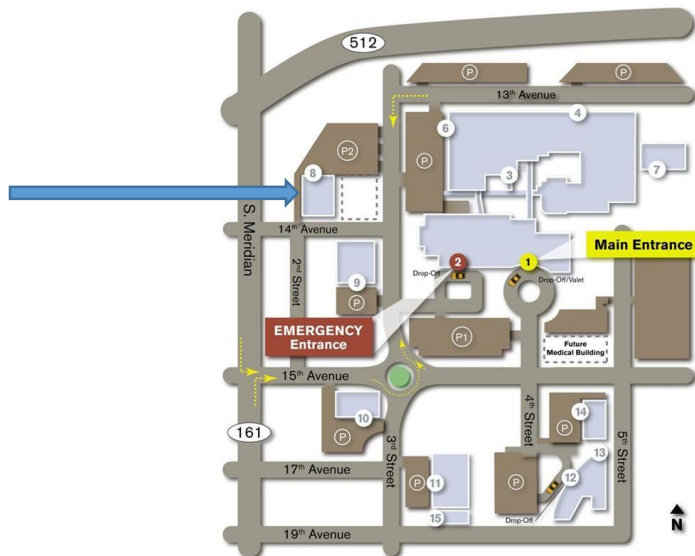 512
P
P
13th Avenue
4
6
P2
P
8
7
3
S. Meridian
14th Avenue
Main Entrance
2
1
2nd Street
Drop-Off
Drop-Off/Valet
9
P
EMERGENCY
Entrance
P1
Future
Medical Building
15th Avenue
10
P
4th Street
14
P
161
3rd Street
5th Street
13
17th Avenue
P
11
P
12
15
Drop-Off
N
19th Avenue